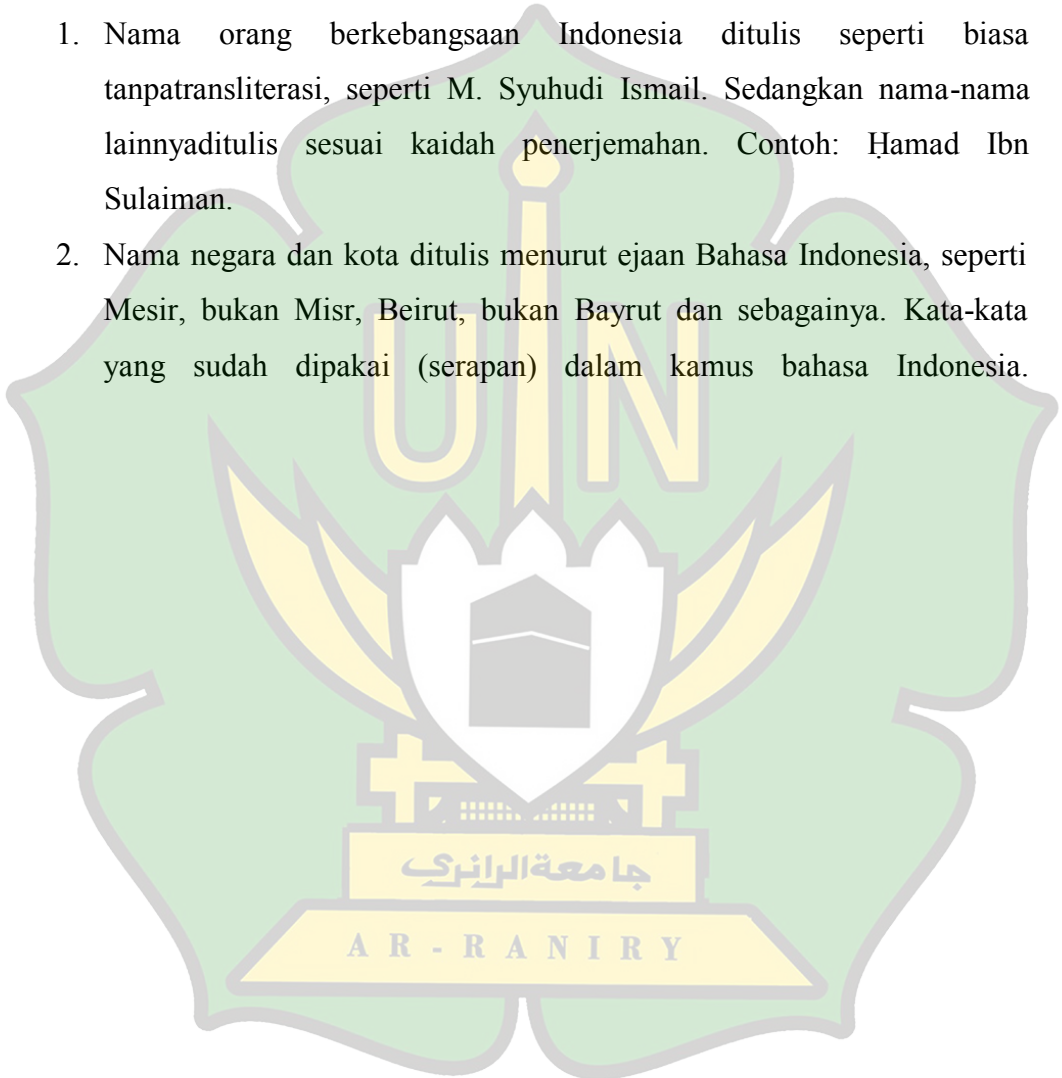 1. Nama orang berkebangsaan Indonesia ditulis seperti biasa
tanpatransliterasi, seperti M. Syuhudi Ismail. Sedangkan nama-nama
lainnyaditulis sesuai kaidah penerjemahan. Contoh: Ḥamad Ibn
Sulaiman.
2. Nama negara dan kota ditulis menurut ejaan Bahasa Indonesia, seperti
Mesir, bukan Misr, Beirut, bukan Bayrut dan sebagainya. Kata-kata
yang sudah dipakai (serapan) dalam kamus bahasa Indonesia.
UIN
جامعةالرانري
AR-RANIRY